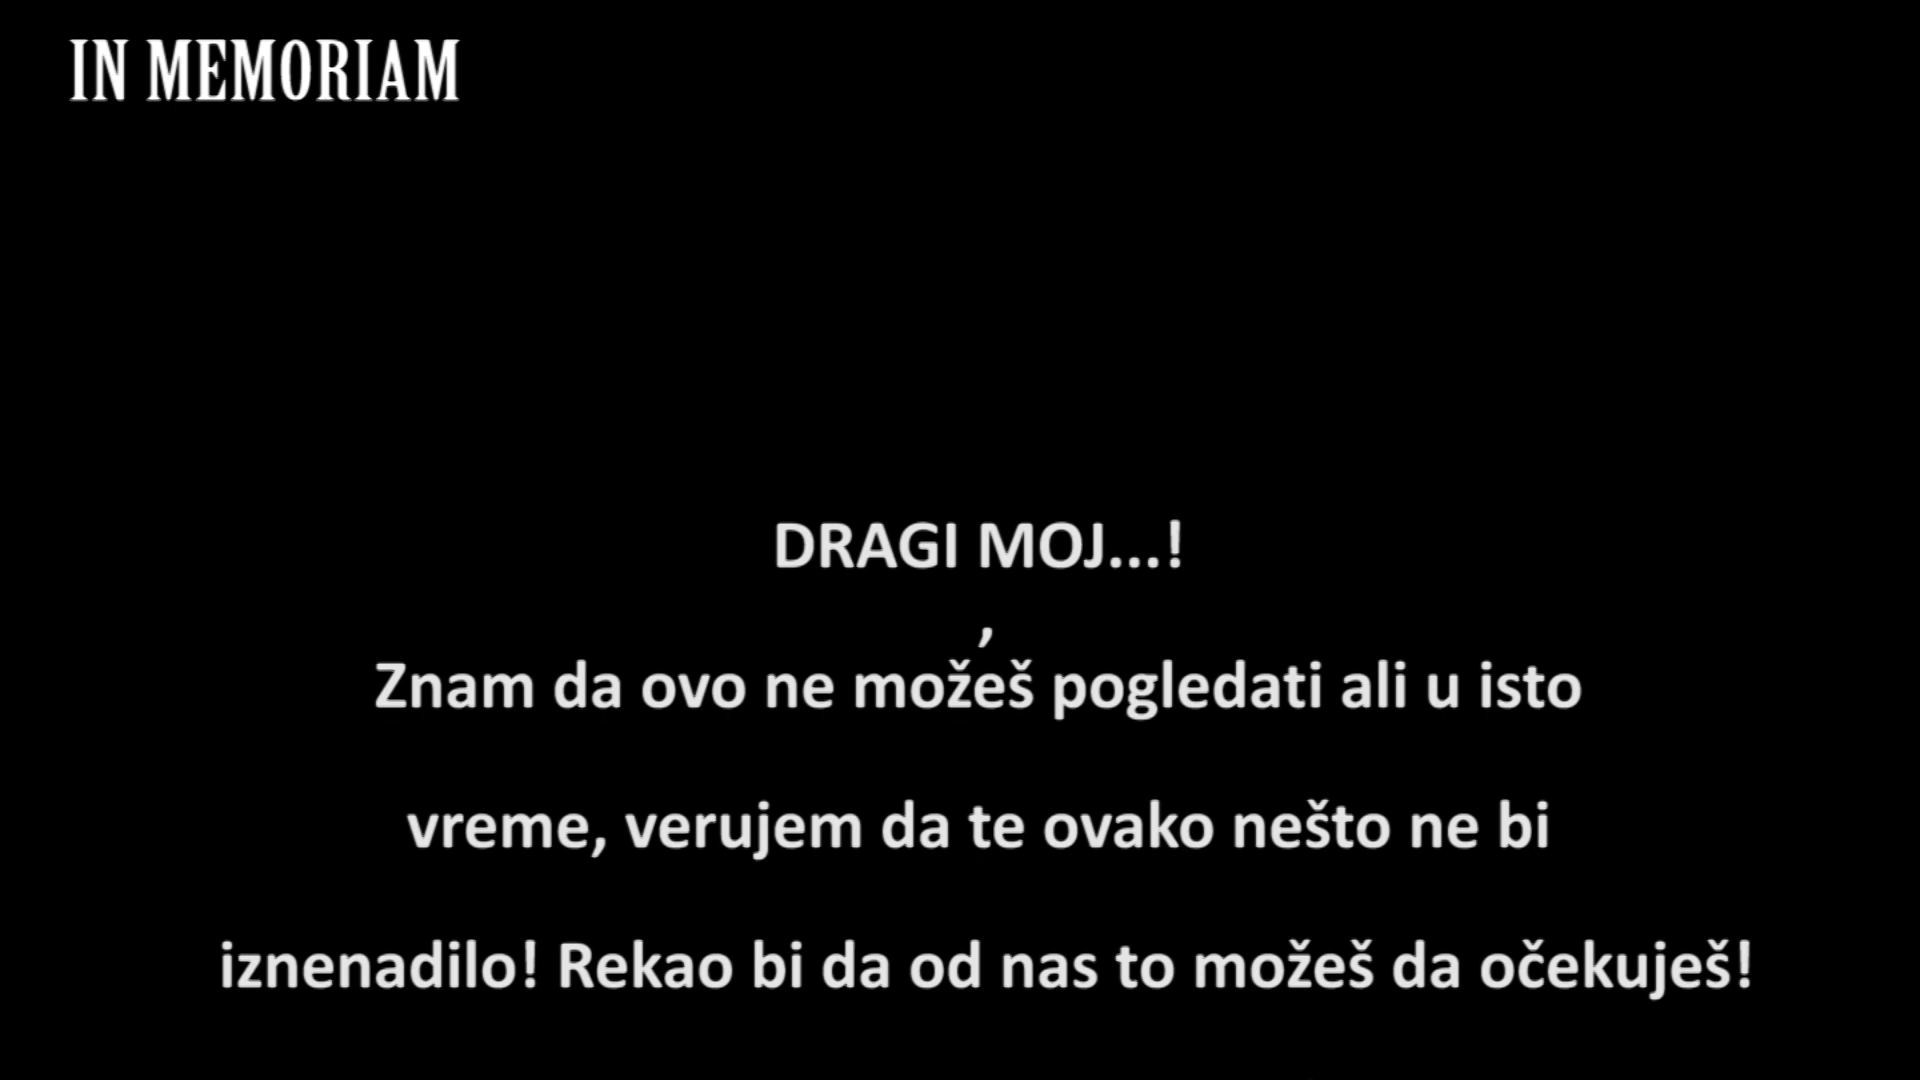 IN MEMORIAM
DRAGI MOJ...!
,
Znam da ovo ne možeš pogledati ali u isto
vreme, verujem da te ovako nešto ne bi
iznenadilo! Rekao bi da od nas to možeš da očekuješ!